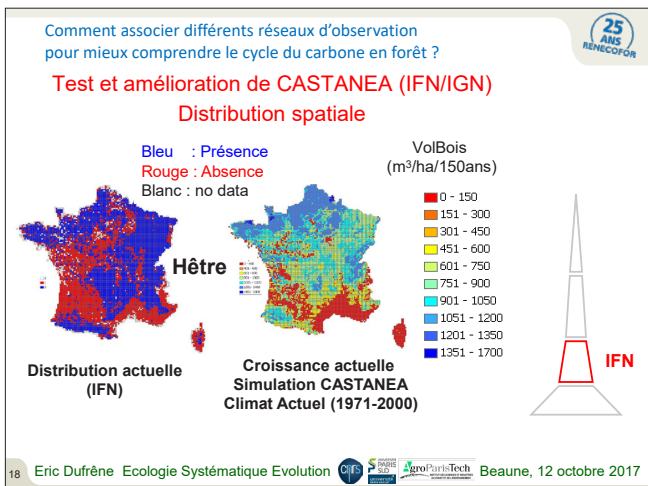 Comment associer différents réseaux d'observation
pour mieux comprendre le cycle du carbone en forêt ?
25
ANS
RENECOFOR
Test et amélioration de CASTANEA (IFN/IGN)
Distribution spatiale
Bleu : Présence
Rouge : Absence
Blanc : no data
VolBois
(m³/ha/150ans)
0 - 150
151 - 300
301 - 450
451 - 600
601 - 750
751 - 900
901 - 1050
1051 - 1200
1201 - 1350
1351 - 1700
Hêtre
IFN
Distribution actuelle
(IFN)
Croissance actuelle
Simulation CASTANEA
Climat Actuel (1971-2000)
18 Eric Dufrêne Ecologie Systématique Evolution
cnrs
UNIVERSITÉ
PARIS
SUD
AgroParisTech
Beaune, 12 octobre 2017